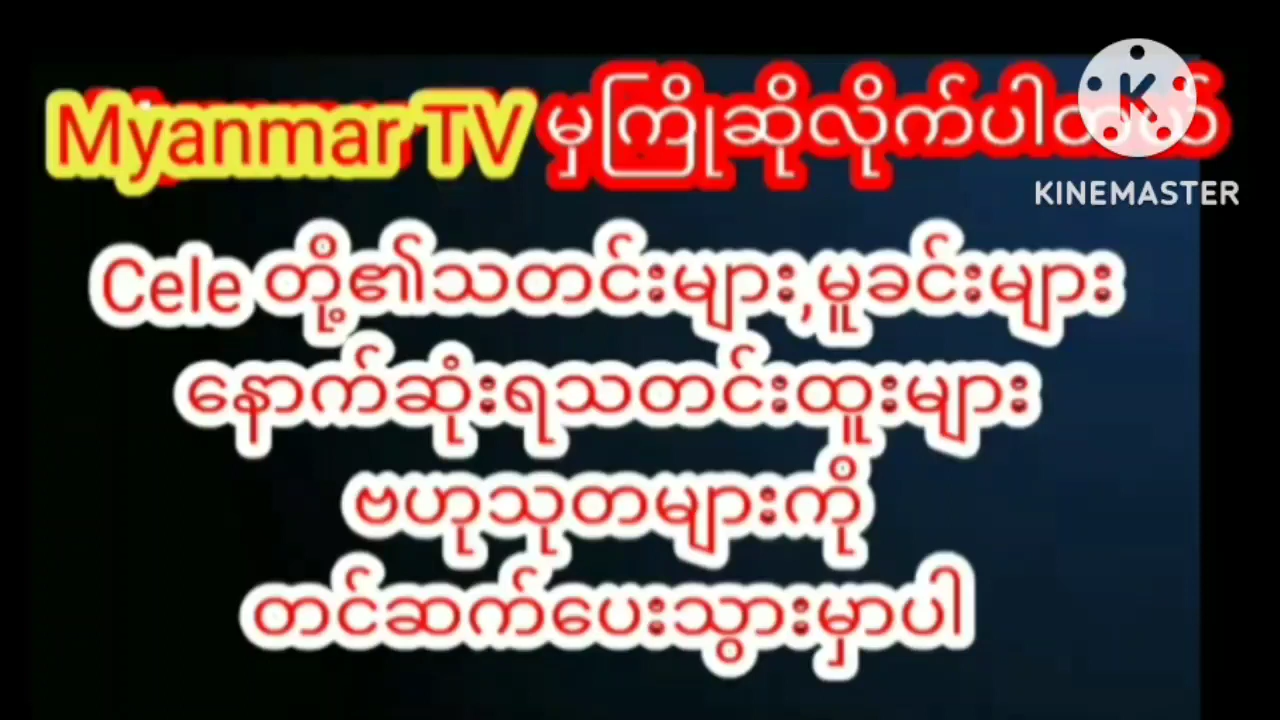 Myanmar TV မှကြိုဆိုလိုက်ပါတယ်
K
KINEMASTER
Cele တို့၏သတင်းများ,မူခင်းများ
နောက်ဆုံးရသတင်းထူးများ
ဗဟုသုတများကို
တင်ဆက်ပေးသွားမှာပါ